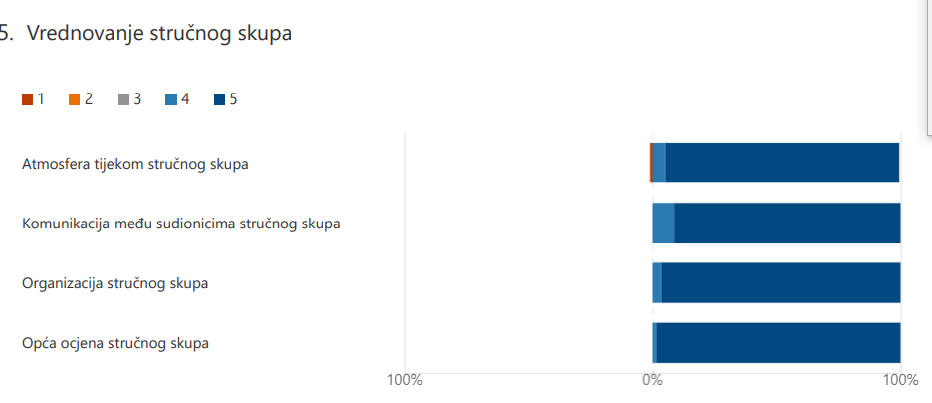 5. Vrednovanje stručnog skupa
1 2 3 4 5
Atmosfera tijekom stručnog skupa
Komunikacija među sudionicima stručnog skupa
Organizacija stručnog skupa
Opća ocjena stručnog skupa
100% 0% 100%